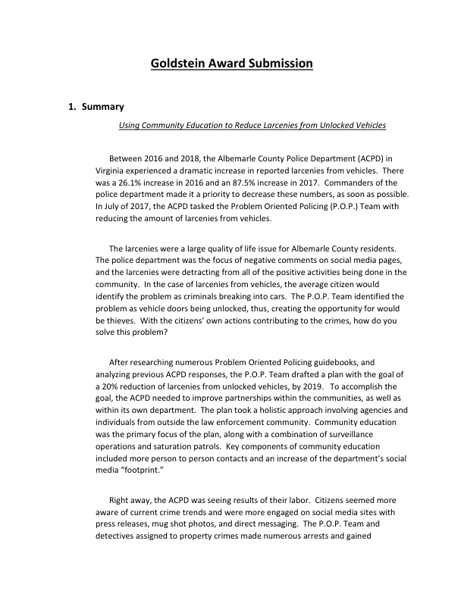 Goldstein Award Submission
1. Summary
Using Community Education to Reduce Larcenies from Unlocked Vehicles
Between 2016 and 2018, the Albemarle County Police Department (ACPD) in
Virginia experienced a dramatic increase in reported larcenies from vehicles. There
was a 26.1% increase in 2016 and an 87.5% increase in 2017. Commanders of the
police department made it a priority to decrease these numbers, as soon as possible.
In July of 2017, the ACPD tasked the Problem Oriented Policing (P.O.P.) Team with
reducing the amount of larcenies from vehicles.
The larcenies were a large quality of life issue for Albemarle County residents.
The police department was the focus of negative comments on social media pages,
and the larcenies were detracting from all of the positive activities being done in the
community. In the case of larcenies from vehicles, the average citizen would
identify the problem as criminals breaking into cars. The P.O.P. Team identified the
problem as vehicle doors being unlocked, thus, creating the opportunity for would
be thieves. With the citizens’ own actions contributing to the crimes, how do you
solve this problem?
After researching numerous Problem Oriented Policing guidebooks, and
analyzing previous ACPD responses, the P.O.P. Team drafted a plan with the goal of
a 20% reduction of larcenies from unlocked vehicles, by 2019. To accomplish the
goal, the ACPD needed to improve partnerships within the communities, as well as
within its own department. The plan took a holistic approach involving agencies and
individuals from outside the law enforcement community. Community education
was the primary focus of the plan, along with a combination of surveillance
operations and saturation patrols. Key components of community education
included more person to person contacts and an increase of the department’s social
media “footprint.”
Right away, the ACPD was seeing results of their labor. Citizens seemed more
aware of current crime trends and were more engaged on social media sites with
press releases, mug shot photos, and direct messaging. The P.O.P. Team and
detectives assigned to property crimes made numerous arrests and gained